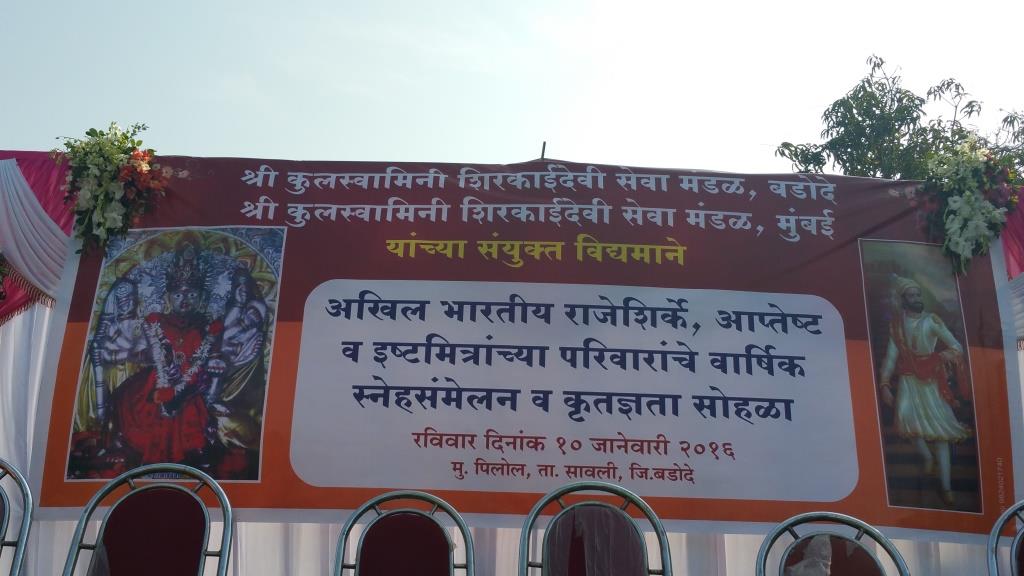 श्री कुलस्वामिनी शिरकाईदेवी सेवा मडळ, बडोदे
श्री कुलस्वामिनी शिरकाईदेवी सेवा मंडळ, मुंबई
यांच्या संयुक्त विद्यमाने
अखिल भारतीय राजेशिर्के, आप्तेष्ट
व इष्टमित्रांच्या परिवारांचे वार्षिक
स्नेहसंमेलन व कृतज्ञता सोहळा
रविवार दिनांक १० जानेवारी २०१६
मु. पिलोल, ता. सावली, जि.बडोदे